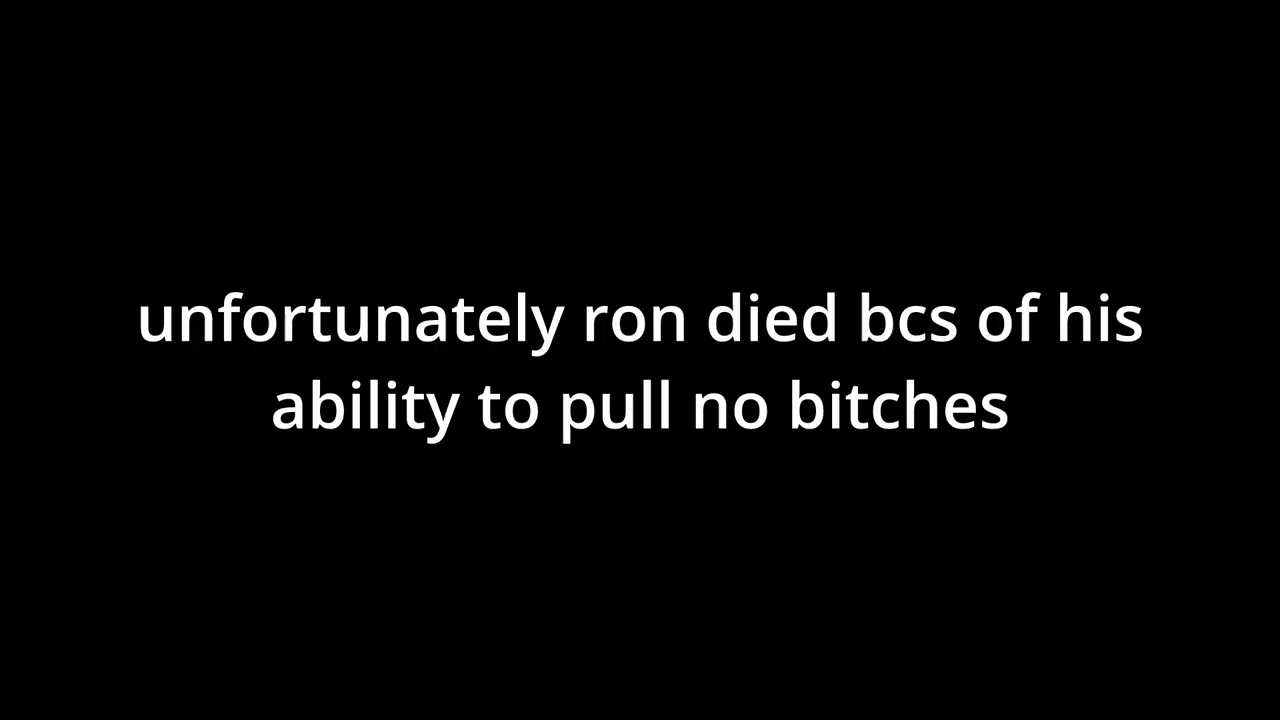 unfortunately ron died bcs of his
ability to pull no bitches